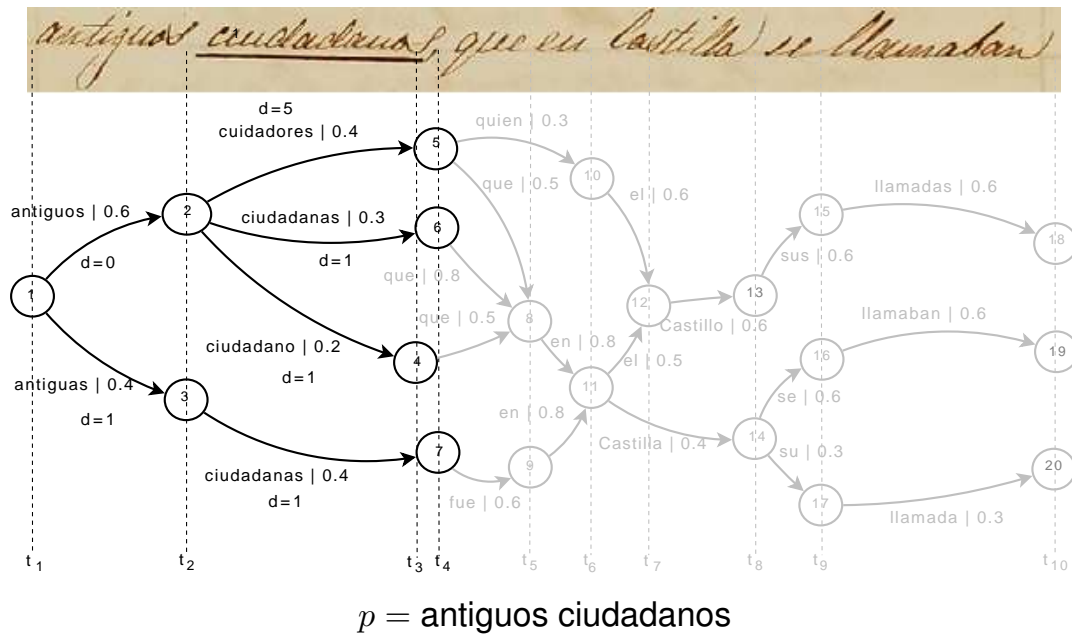 antiguos ciudadanos, que en Castilla se llamaban
d=5
cuidadores | 0.4
quien | 0.3
5
10
que | 0.5
el | 0.6
llamadas | 0.6
antiguos | 0.6
2
ciudadanas | 0.3
6
15
18
d=0
d=1
que | 0.8
sus | 0.6
1
12
13
que | 0.5
8
Castillo | 0.6
llamaban | 0.6
ciudadano | 0.2
en | 0.8
el | 0.5
4
16
19
antiguas | 0.4
d=1
11
se | 0.6
d=1
3
en | 0.8
Castilla | 0.4
14
su | 0.3
7
9
20
ciudadanas | 0.4
fue | 0.6
17
d=1
llamada | 0.3
t1 t2 t3 t4 t5 t6 t7 t8 t9 t10
p = antiguos ciudadanos